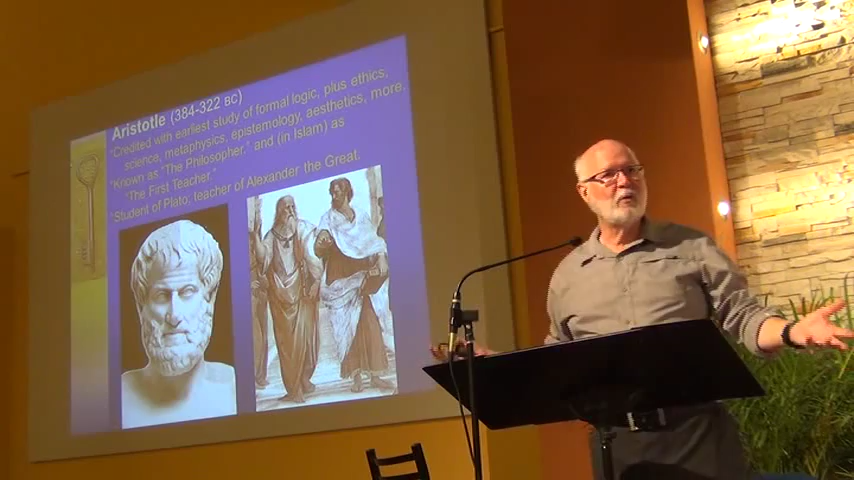 Aristotle (384-322 BC)
*Credited with earliest study of formal logic, plus ethics,
science, metaphysics, epistemology, aesthetics, more.
*Known as "The Philosopher," and (in Islam) as
"The First Teacher."
*Student of Plato, teacher of Alexander the Great.